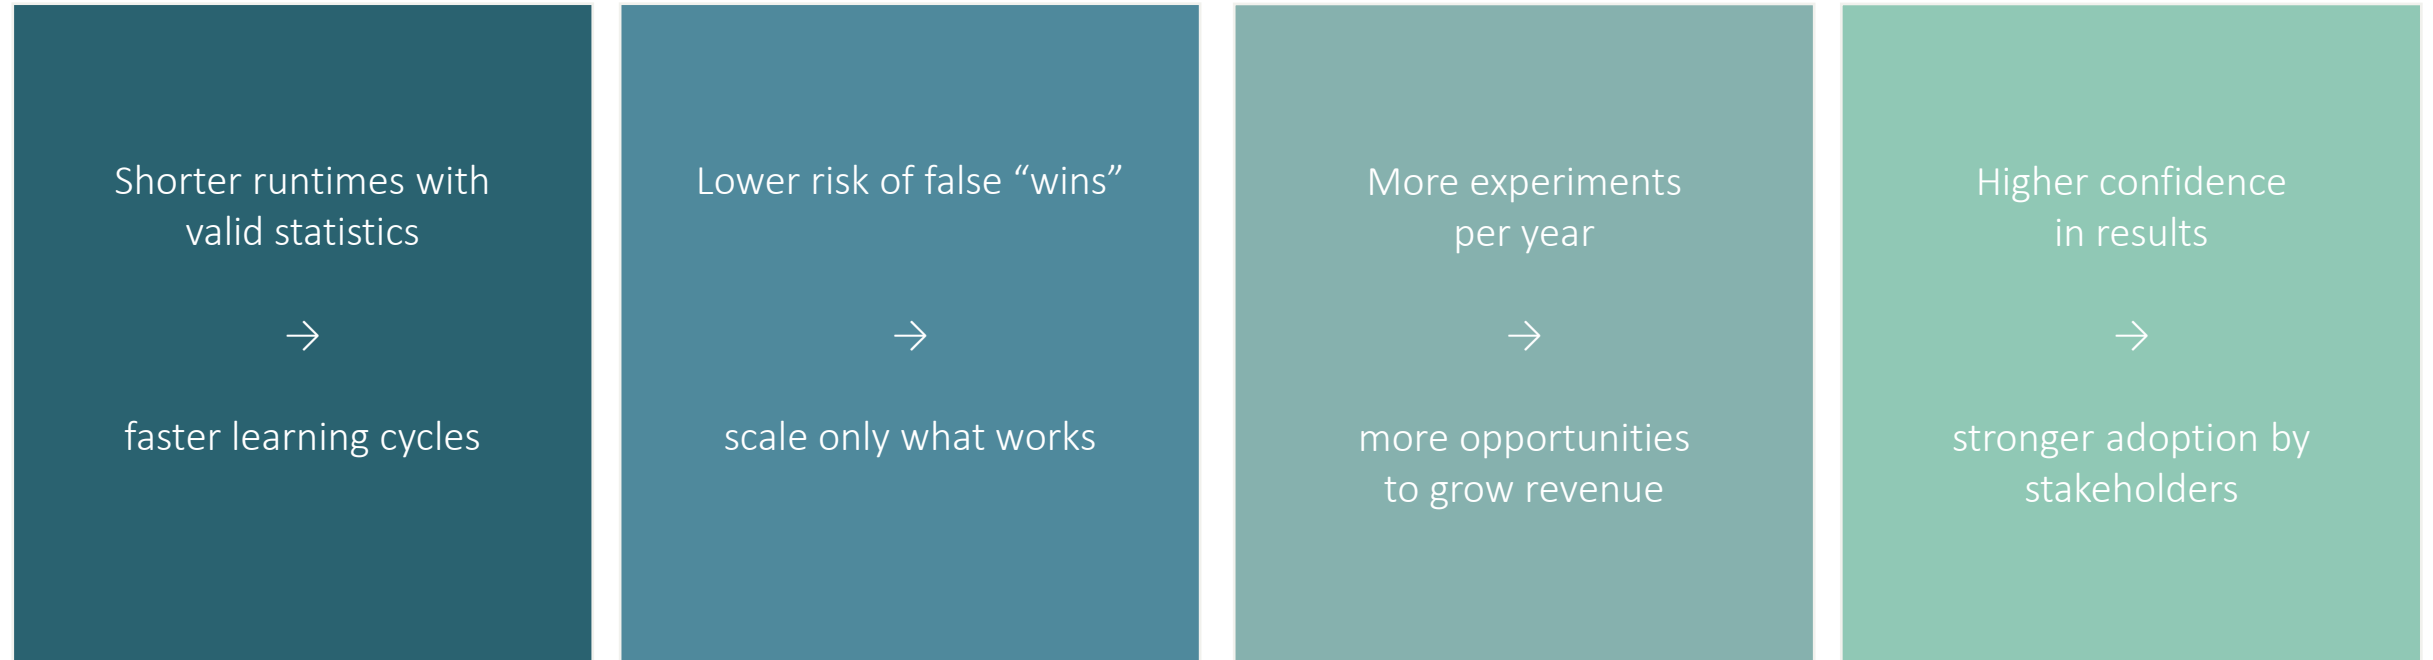 Shorter runtimes with
valid statistics
→
faster learning cycles
Lower risk of false “wins”
→
scale only what works
More experiments
per year
→
more opportunities
to grow revenue
Higher confidence
in results
→
stronger adoption by
stakeholders